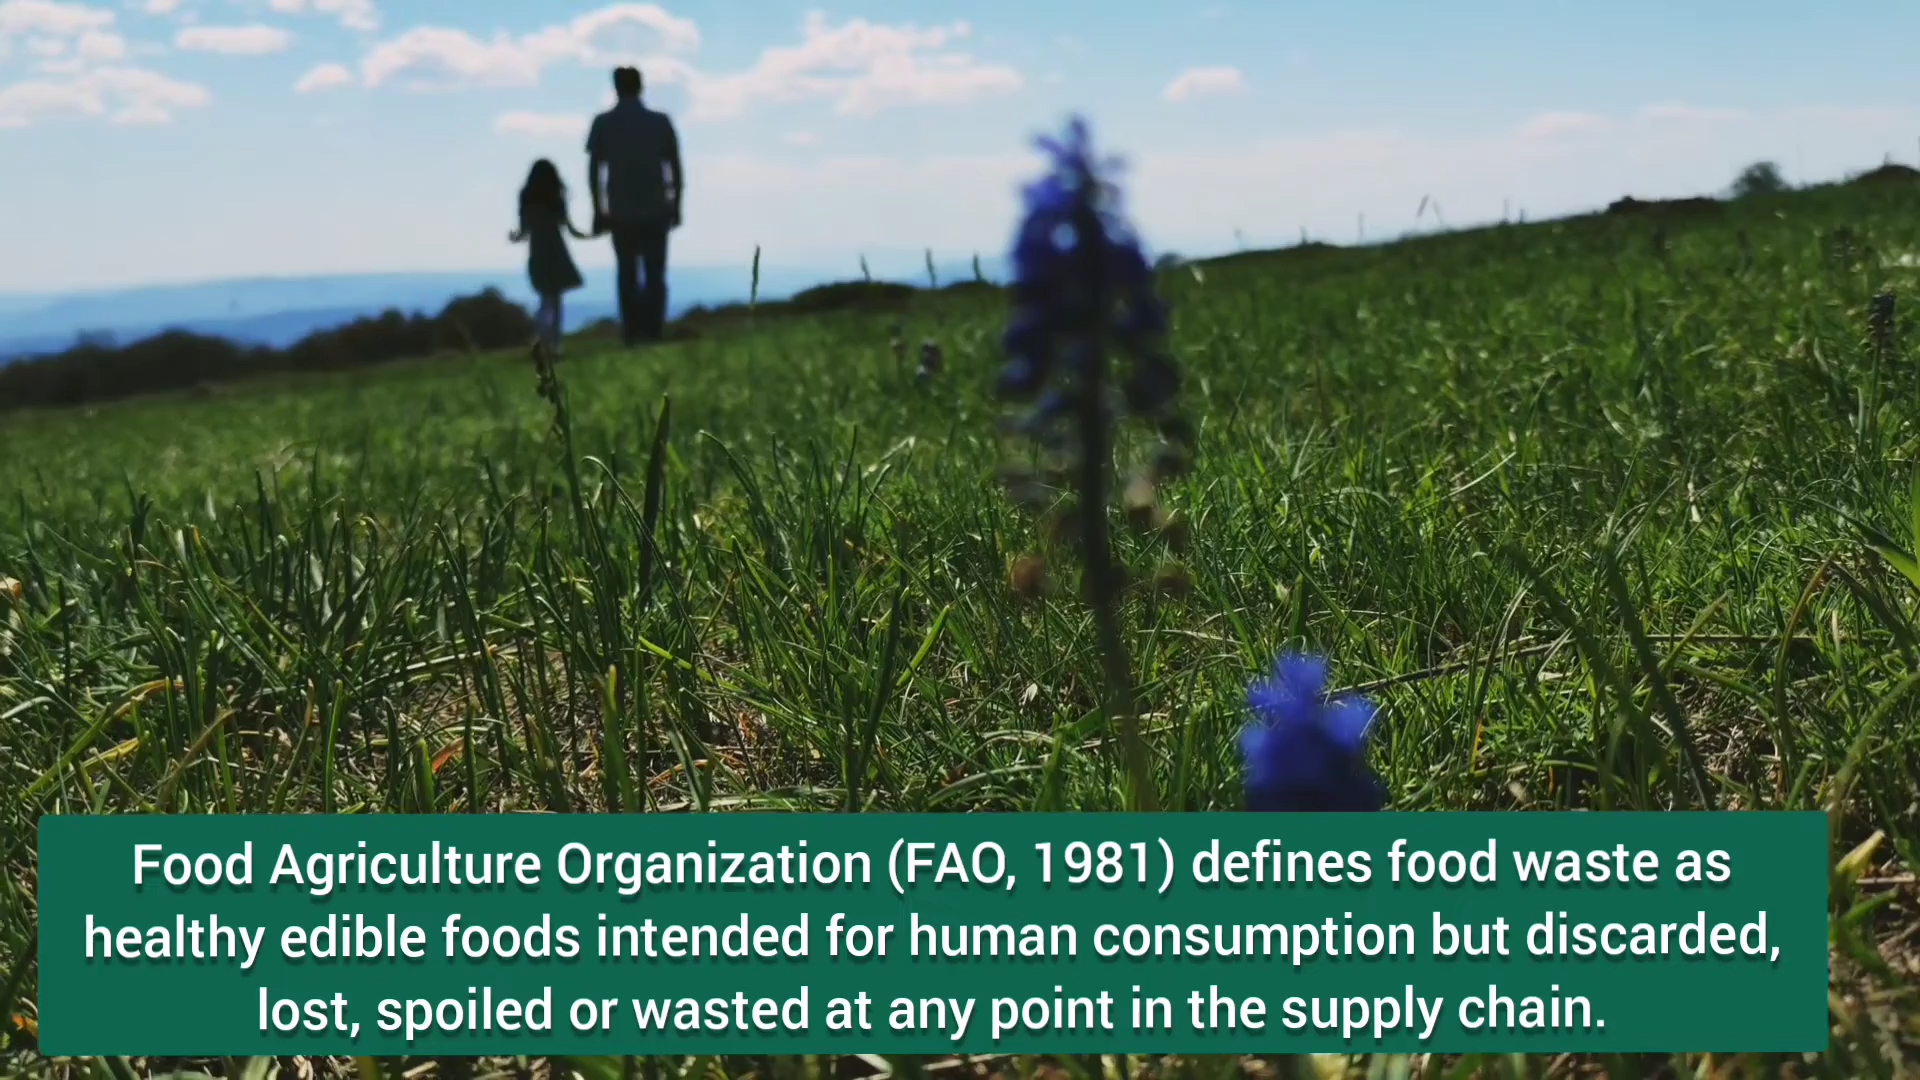 Food Agriculture Organization (FAO, 1981) defines food waste as
healthy edible foods intended for human consumption but discarded,
lost, spoiled or wasted at any point in the supply chain.